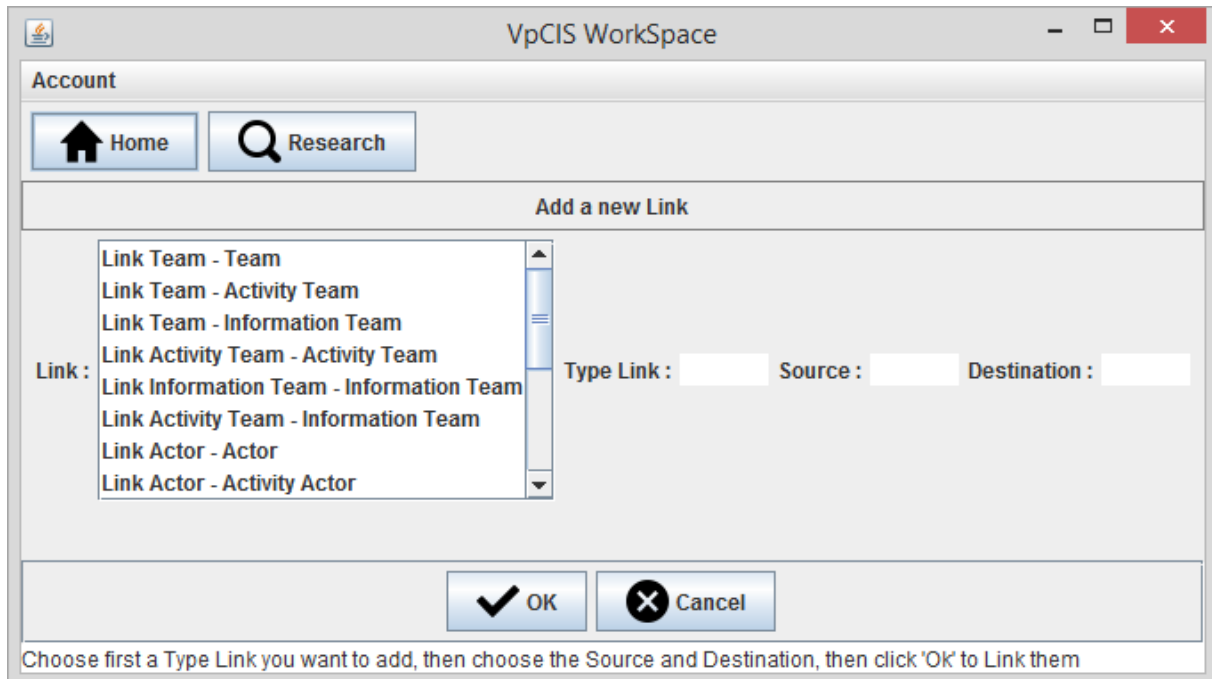 VpCIS WorkSpace
Account
Home
Research
Add a new Link
Link :
Link Team - Team
Link Team - Activity Team
Link Team - Information Team
Link Activity Team - Activity Team
Link Information Team - Information Team
Link Activity Team - Information Team
Link Actor - Actor
Link Actor - Activity Actor
Type Link :
Source :
Destination :
OK
Cancel
Choose first a Type Link you want to add, then choose the Source and Destination, then click 'Ok' to Link them